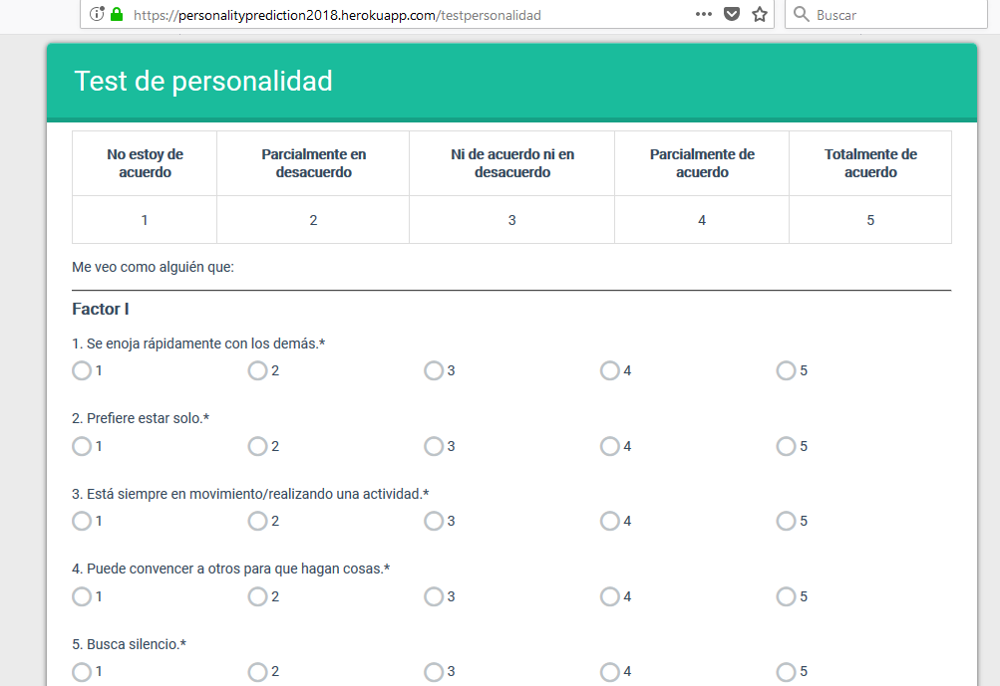 https://personalityprediction2018.herokuapp.com/testpersonalidad
Buscar
Test de personalidad
No estoy de acuerdo
Parcialmente en desacuerdo
Ni de acuerdo ni en desacuerdo
Parcialmente de acuerdo
Totalmente de acuerdo
1 2 3 4 5
Me veo como alguién que:
Factor I
1. Se enoja rápidamente con los demás.*
1 2 3 4 5
2. Prefiere estar solo.*
1 2 3 4 5
3. Está siempre en movimiento/realizando una actividad.*
1 2 3 4 5
4. Puede convencer a otros para que hagan cosas.*
1 2 3 4 5
5. Busca silencio.*
1 2 3 4 5